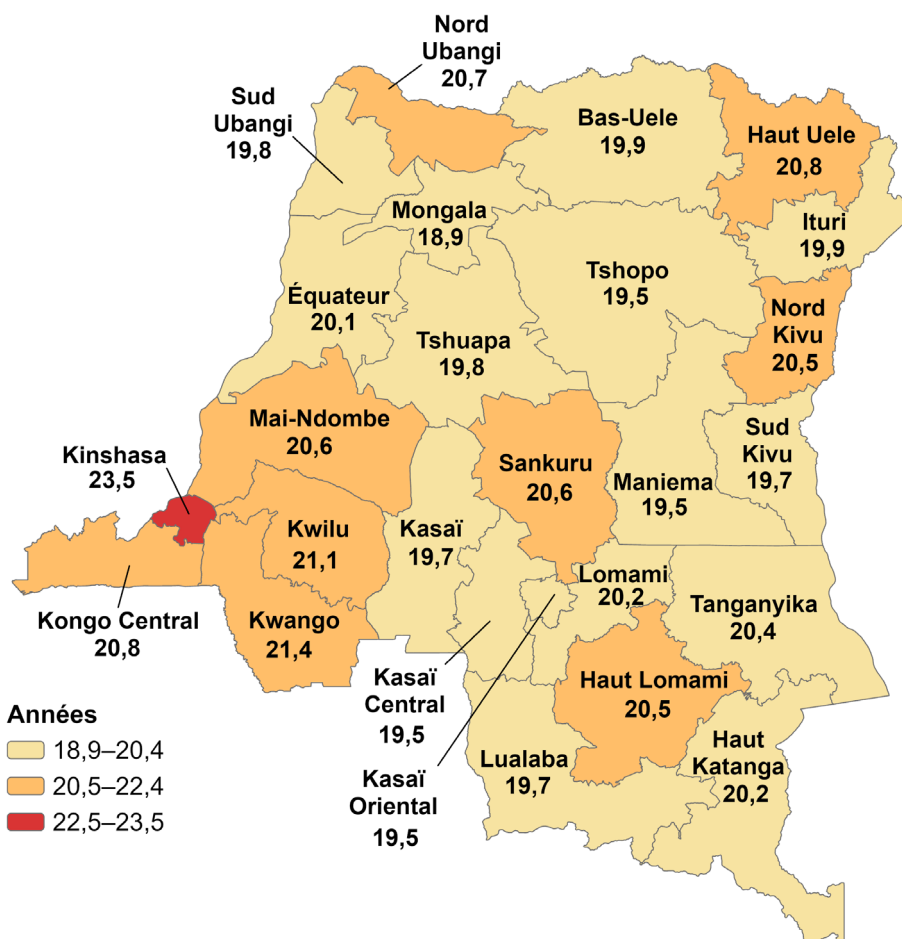 Nord
Ubangi
20,7
Sud
Ubangi
19,8
Bas-Uele
19,9
Haut Uele
20,8
Mongala
18,9
Ituri
19,9
Tshopo
19,5
Équateur
20,1
Nord
Kivu
20,5
Tshuapa
19,8
Mai-Ndombe
20,6
Sud
Kivu
19,7
Kinshasa
23,5
Sankuru
20,6
Maniema
19,5
Kwilu
21,1
Kasaï
19,7
Lomami
20,2
Tanganyika
20,4
Kongo Central
20,8
Kwango
21,4
Kasaï
Central
19,5
Haut Lomami
20,5
Années
18,9–20,4
20,5–22,4
22,5–23,5
Lualaba
19,7
Haut
Katanga
20,2
Kasaï
Oriental
19,5